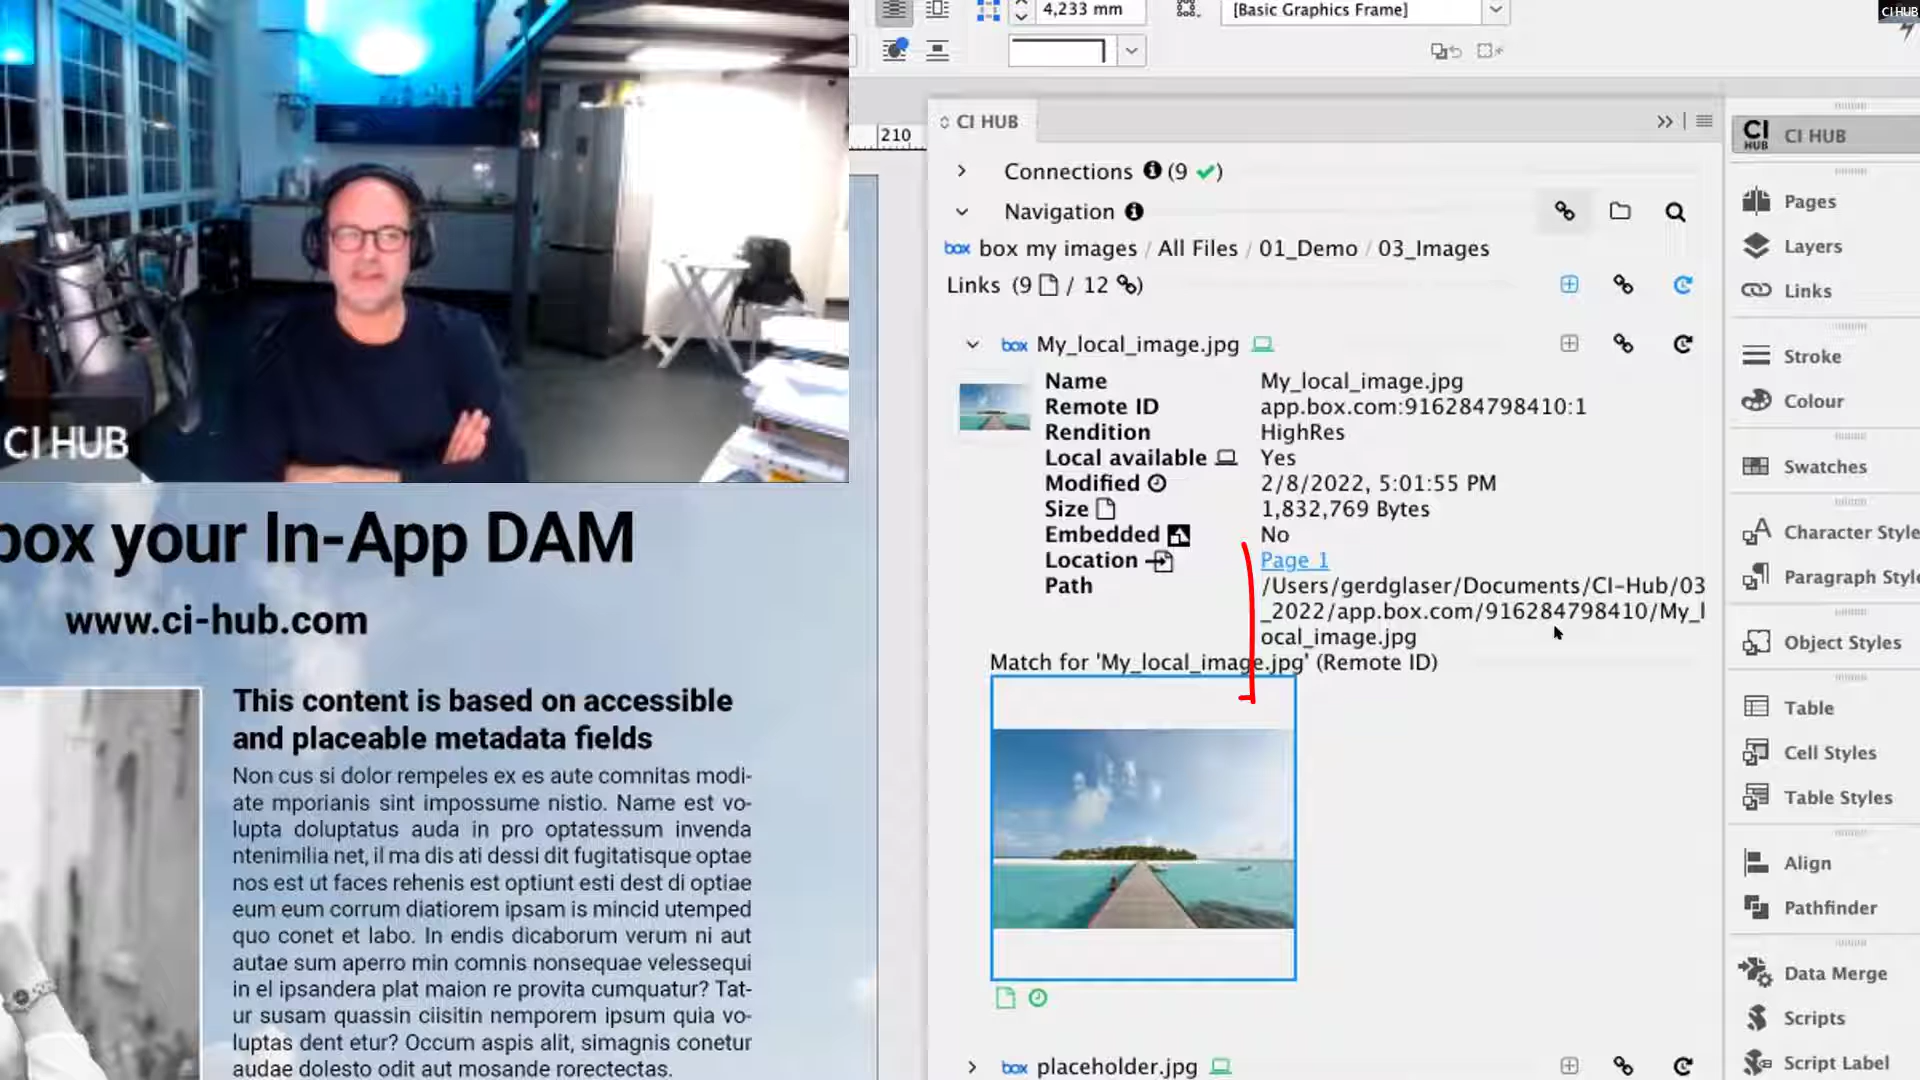 4,233 mm
[Basic Graphics Frame]
CI HUB
210
CI HUB
Connections (9 )
Navigation
box box my images / All Files / 01_Demo / 03_Images
Links (9 / 12 )
box My_local_image.jpg
Name My_local_image.jpg
Remote ID app.box.com:916284798410:1
Rendition HighRes
Local available Yes
Modified 2/8/2022, 5:01:55 PM
Size 1,832,769 Bytes
Embedded No
Location Page 1
Path /Users/gerdglaser/Documents/CI-Hub/03
_2022/app.box.com/916284798410/My_l
ocal_image.jpg
Match for 'My_local_image.jpg' (Remote ID)
box placeholder.jpg
CI HUB CI HUB
Pages
Layers
Links
Stroke
Colour
Swatches
Character Style
Paragraph Style
Object Styles
Table
Cell Styles
Table Styles
Align
Pathfinder
Data Merge
Scripts
Script Label
CI HUB
box your In-App DAM
www.ci-hub.com
This content is based on accessible
and placeable metadata fields
Non cus si dolor rempeles ex es aute comnitas modi-
ate mporianis sint impossume nistio. Name est vo-
lupta doluptatus auda in pro optatessum invenda
ntenimilia net, il ma dis ati dessi dit fugitatisque optae
nos est ut faces rehenis est optiunt esti dest di optiae
eum eum corrum diatiorem ipsam is mincid utemped
quo conet et labo. In endis dicaborum verum ni aut
autae sum aperro min comnis nonsequae velessequi
in el ipsandera plat maion re provita cumquatur? Tat-
ur susam quassin ciisitin nemporem ipsum quia vo-
luptas dent etur? Occum aspis alit, simagnis conetur
audae dolesto odit aut mosande rorectectas.